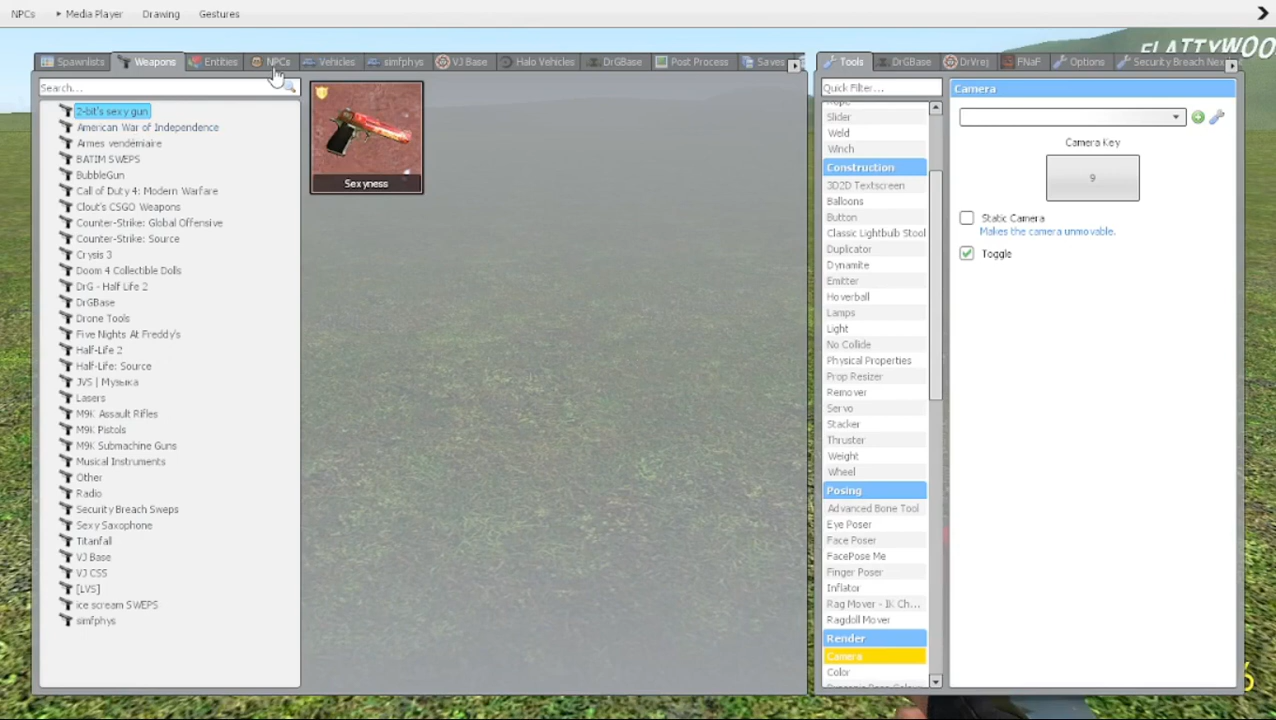 NPCs Media Player Drawing Gestures
Spawnlists Weapons Entities NPCs Vehicles simfphys VJ Base Halo Vehicles DrGBase Post Process Saves
Search...
2-bit's sexy gun
American War of Independence
Armes vendémiaire
BATIM SWEPS
BubbleGun
Call of Duty 4: Modern Warfare
Clout's CSGO Weapons
Counter-Strike: Global Offensive
Counter-Strike: Source
Crysis 3
Doom 4 Collectible Dolls
DrG - Half Life 2
DrGBase
Drone Tools
Five Nights At Freddy's
Half-Life 2
Half-Life: Source
JVS | Музыка
Lasers
M9K Assault Rifles
M9K Pistols
M9K Submachine Guns
Musical Instruments
Other
Radio
Security Breach Sweps
Sexy Saxophone
Titanfall
VJ Base
VJ CSS
[LVS]
ice scream SWEPS
simfphys
Sexyness
Tools DrGBase DrVrej FNaF Options Security Breach Nex
Quick Filter...
Slider
Weld
Winch
Construction
3D2D Textscreen
Balloons
Button
Classic Lightbulb Stool
Duplicator
Dynamite
Emitter
Hoverball
Lamps
Light
No Collide
Physical Properties
Prop Resizer
Remover
Servo
Stacker
Thruster
Weight
Wheel
Posing
Advanced Bone Tool
Eye Poser
Face Poser
FacePose Me
Finger Poser
Inflator
Rag Mover - IK Ch...
Ragdoll Mover
Render
Camera
Color
Camera
Camera Key
9
Static Camera
Makes the camera unmovable.
Toggle
FLATTYWOO
6